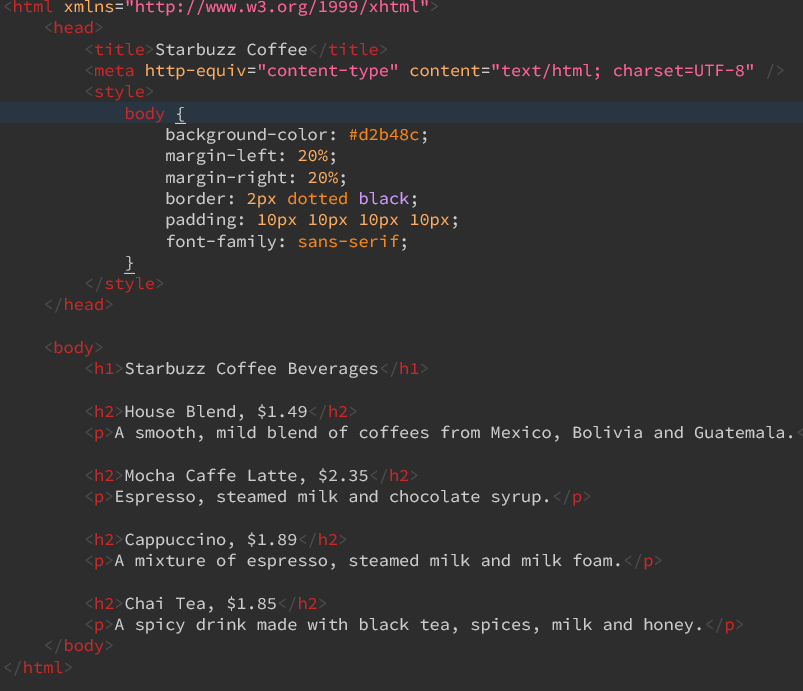 <html xmlns="http://www.w3.org/1999/xhtml">
<head>
<title>Starbuzz Coffee</title>
<meta http-equiv="content-type" content="text/html; charset=UTF-8" />
<style>
body {
background-color: #d2b48c;
margin-left: 20%;
margin-right: 20%;
border: 2px dotted black;
padding: 10px 10px 10px 10px;
font-family: sans-serif;
}
</style>
</head>
<body>
<h1>Starbuzz Coffee Beverages</h1>
<h2>House Blend, $1.49</h2>
<p>A smooth, mild blend of coffees from Mexico, Bolivia and Guatemala.<
<h2>Mocha Caffe Latte, $2.35</h2>
<p>Espresso, steamed milk and chocolate syrup.</p>
<h2>Cappuccino, $1.89</h2>
<p>A mixture of espresso, steamed milk and milk foam.</p>
<h2>Chai Tea, $1.85</h2>
<p>A spicy drink made with black tea, spices, milk and honey.</p>
</body>
</html>